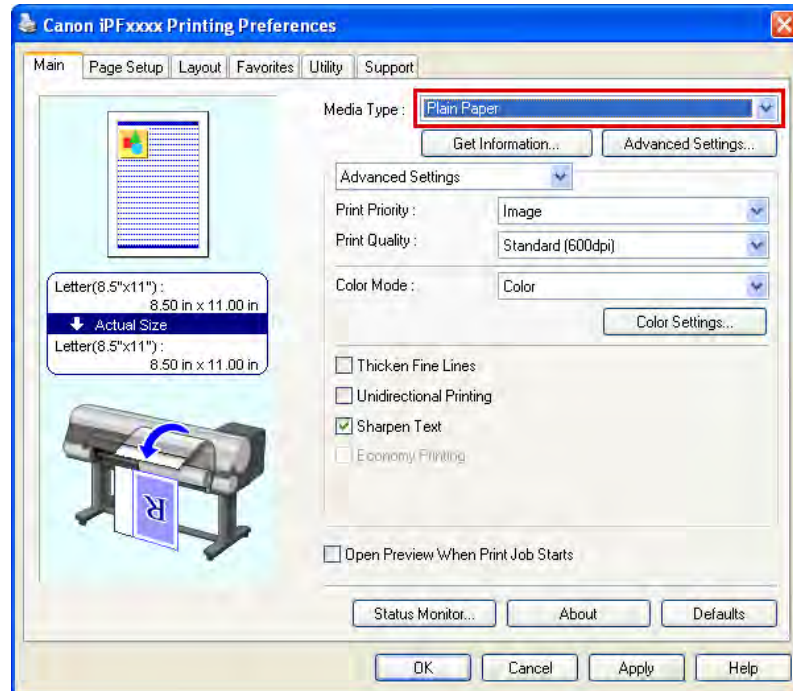 Canon iPFxxxx Printing Preferences
Main Page Setup Layout Favorites Utility Support
Media Type : Plain Paper
Get Information... Advanced Settings...
Advanced Settings
Print Priority : Image
Print Quality : Standard (600dpi)
Color Mode : Color
Color Settings...
Letter(8.5"x11") :
8.50 in x 11.00 in
Actual Size
Letter(8.5"x11") :
8.50 in x 11.00 in
Thicken Fine Lines
Unidirectional Printing
Sharpen Text
Economy Printing
R
Open Preview When Print Job Starts
Status Monitor... About Defaults
OK Cancel Apply Help